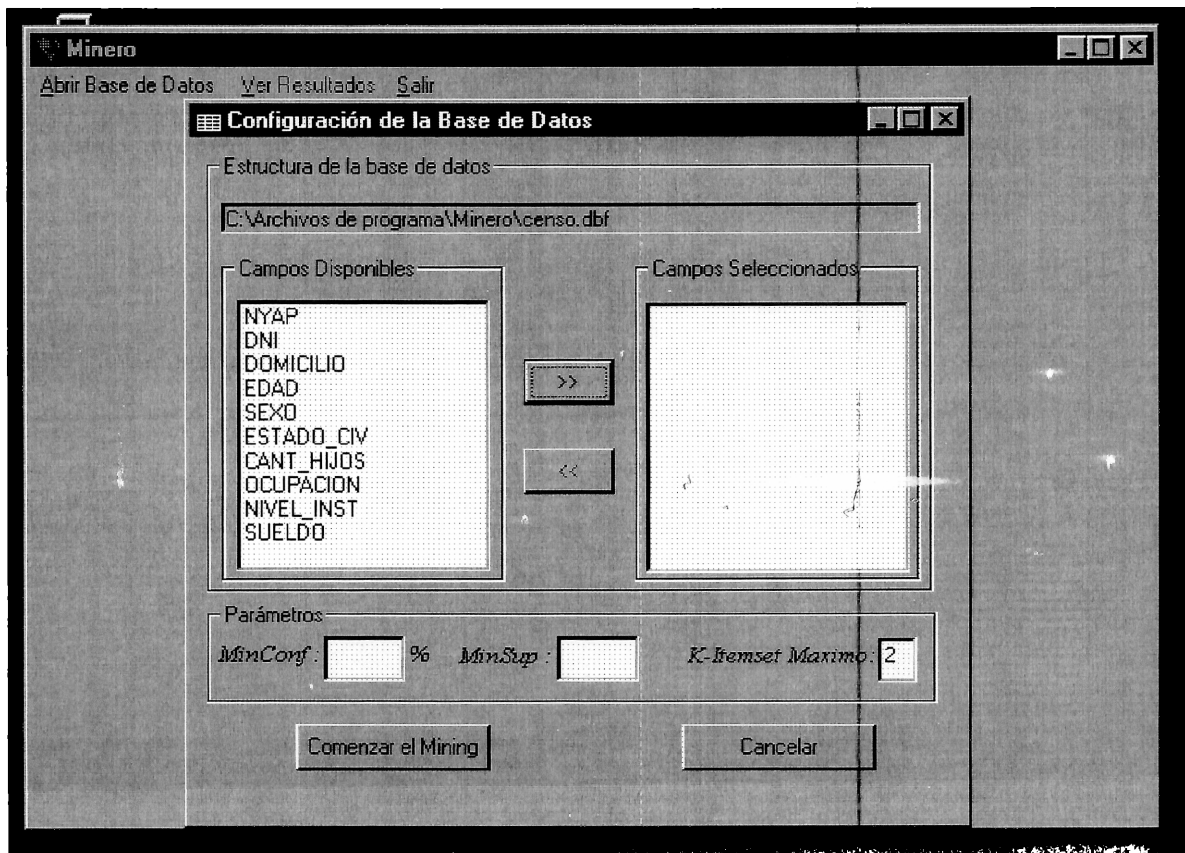 Minero
Abrir Base de Datos Ver Resultados Salir
Configuración de la Base de Datos
Estructura de la base de datos
C:\Archivos de programa\Minero\censo.dbf
Campos Disponibles
Campos Seleccionados
NYAP
DNI
DOMICILIO
EDAD
SEXO
ESTADO_CIV
CANT_HIJOS
OCUPACION
NIVEL_INST
SUELDO
>>
<<
Parámetros
MinConf : % MinSup : K-Itemset Maximo: 2
Comenzar el Mining Cancelar